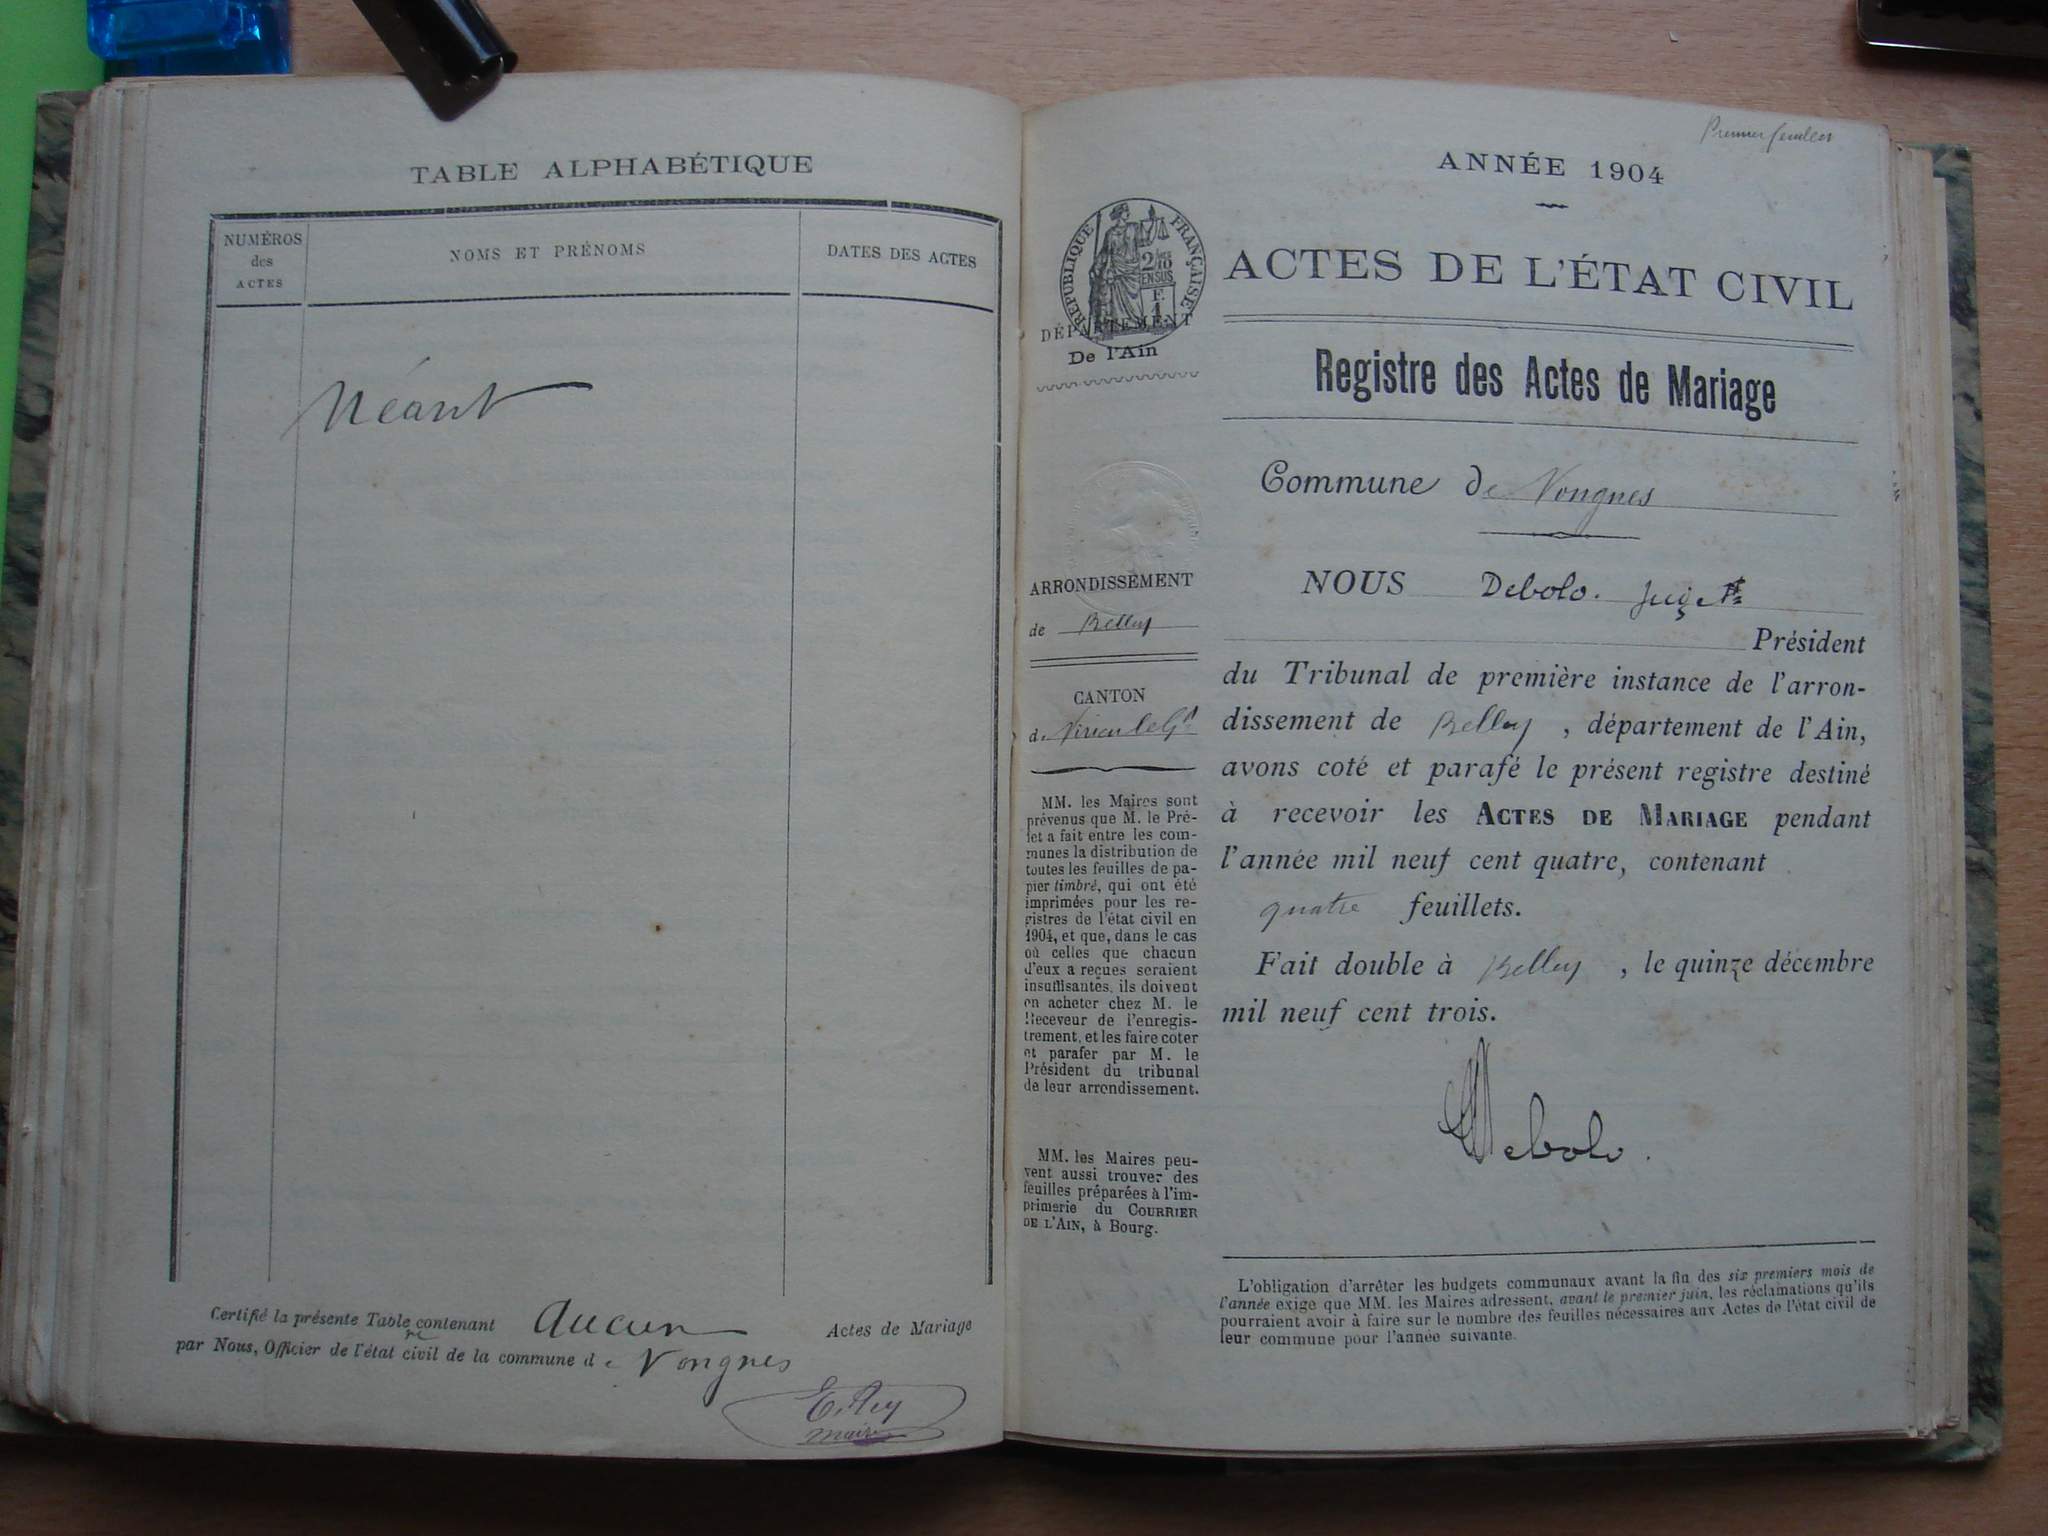 TABLE ALPHABÉTIQUE
NUMÉROS
des
ACTES
NOMS ET PRÉNOMS
DATES DES ACTES
Néant
Certifié la présente Table contenant Aucun Actes de Mariage
par Nous, Officier de l'état civil de la commune de Vongnes
maire
Premier feuillet
ANNÉE 1904
RÉPUBLIQUE FRANÇAISE
2/10
EN SUS
F.
1
DÉPARTEMENT
De l'Ain
ACTES DE L'ÉTAT CIVIL
Registre des Actes de Mariage
Commune de Vongnes
ARRONDISSEMENT
de Belley
CANTON
de Virieu le Gd
MM. les Maires sont
prévenus que M. le Pré-
fet a fait entre les com-
munes la distribution de
toutes les feuilles de pa-
pier timbré, qui ont été
imprimées pour les re-
gistres de l'état civil en
1904, et que, dans le cas
où celles que chacun
d'eux a reçues seraient
insuffisantes, ils doivent
en acheter chez M. le
Receveur de l'enregis-
trement, et les faire coter
et parafer par M. le
Président du tribunal
de leur arrondissement.
MM. les Maires peu-
vent aussi trouver des
feuilles préparées à l'im-
primerie du COURRIER
DE L'AIN, à Bourg.
NOUS Debolo. juge
Président
du Tribunal de première instance de l'arron-
dissement de Belley, département de l'Ain,
avons coté et parafé le présent registre destiné
à recevoir les ACTES DE MARIAGE pendant
l'année mil neuf cent quatre, contenant
quatre feuillets.
Fait double à Belley, le quinze décembre
mil neuf cent trois.
Debolo.
L'obligation d'arrêter les budgets communaux avant la fin des six premiers mois de
l'année exige que MM. les Maires adressent, avant le premier juin, les réclamations qu'ils
pourraient avoir à faire sur le nombre des feuilles nécessaires aux Actes de l'état civil de
leur commune pour l'année suivante.